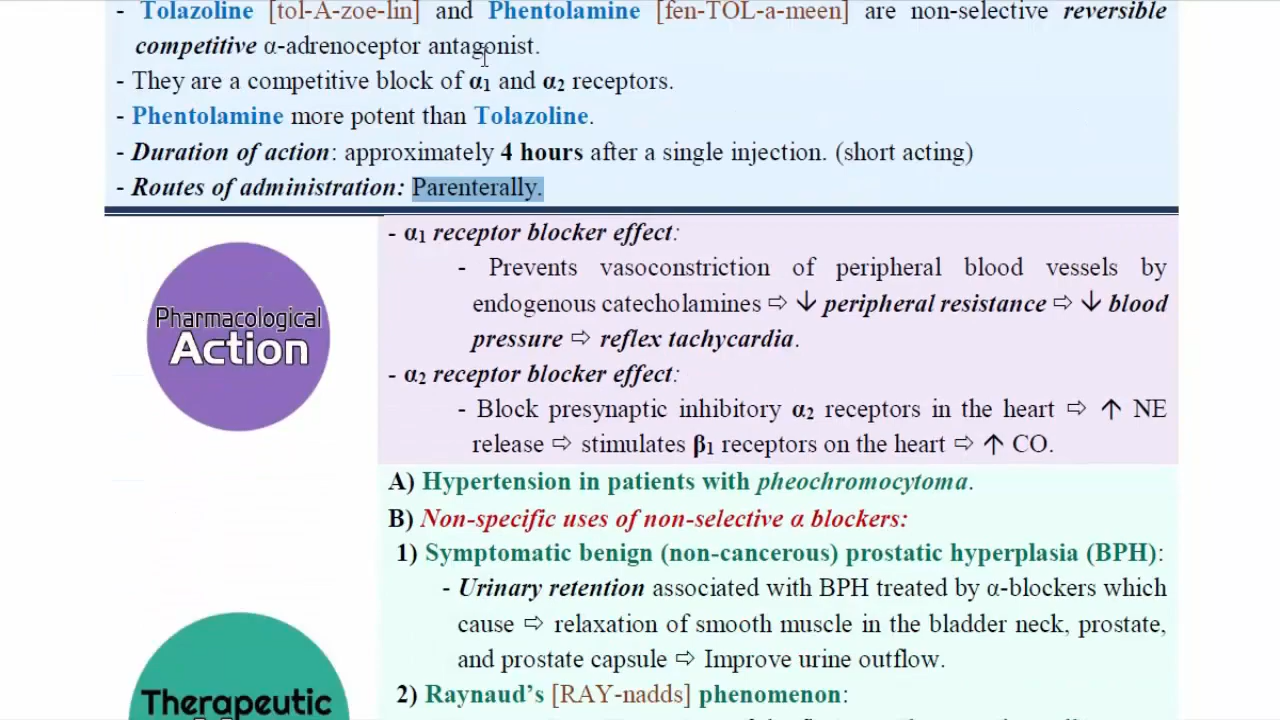 - Tolazoline [tol-A-zoe-lin] and Phentolamine [fen-TOL-a-meen] are non-selective reversible
competitive α-adrenoceptor antagonist.
- They are a competitive block of α1 and α2 receptors.
- Phentolamine more potent than Tolazoline.
- Duration of action: approximately 4 hours after a single injection. (short acting)
- Routes of administration: Parenterally.
Pharmacological
Action
- α1 receptor blocker effect:
- Prevents vasoconstriction of peripheral blood vessels by
endogenous catecholamines ⇨ ↓ peripheral resistance ⇨ ↓ blood
pressure ⇨ reflex tachycardia.
- α2 receptor blocker effect:
- Block presynaptic inhibitory α2 receptors in the heart ⇨ ↑ NE
release ⇨ stimulates β1 receptors on the heart ⇨ ↑ CO.
A) Hypertension in patients with pheochromocytoma.
B) Non-specific uses of non-selective α blockers:
1) Symptomatic benign (non-cancerous) prostatic hyperplasia (BPH):
- Urinary retention associated with BPH treated by α-blockers which
cause ⇨ relaxation of smooth muscle in the bladder neck, prostate,
and prostate capsule ⇨ Improve urine outflow.
2) Raynaud's [RAY-nadds] phenomenon:
Therapeutic